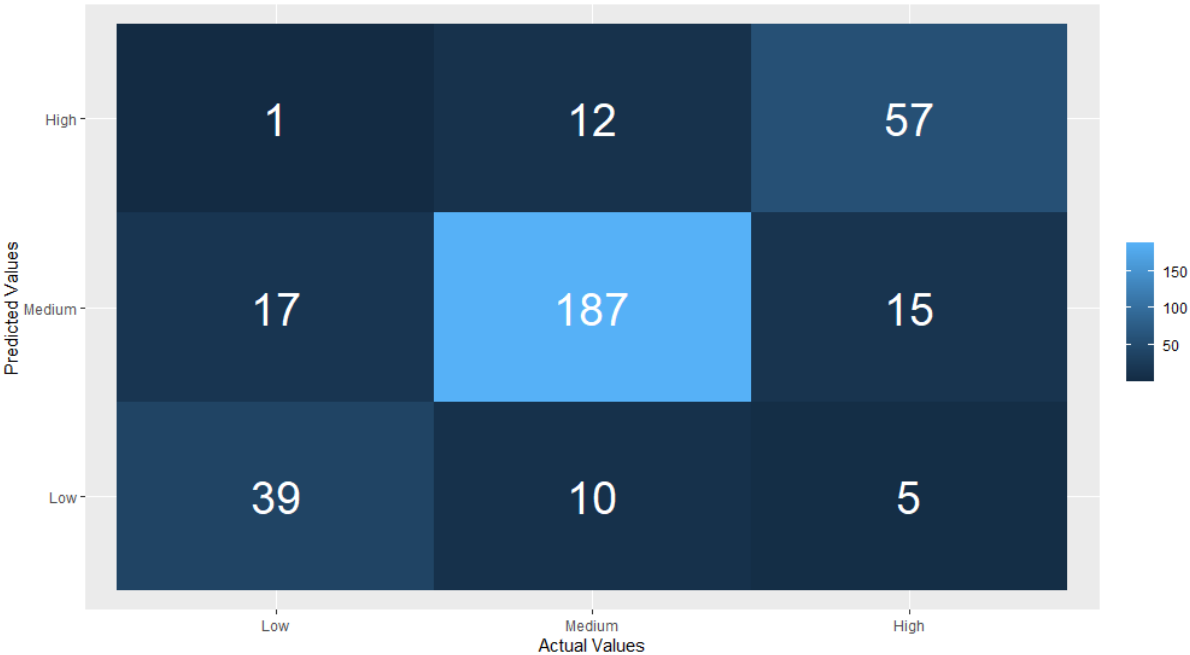 High
1
12
57
150
100
50
Predicted Values
Medium
17
187
15
Low
39
10
5
Low
Medium
High
Actual Values